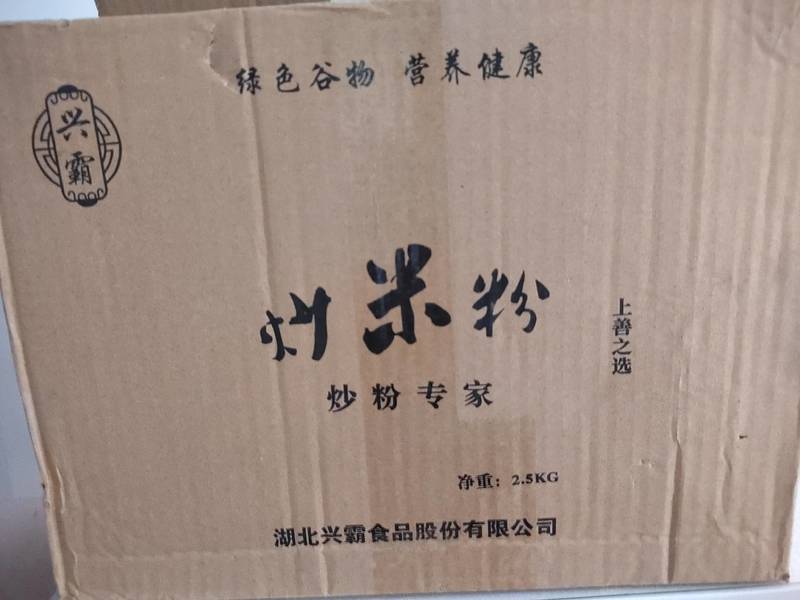 绿色谷物 营养健康
兴霸
炒米粉
上善之选
炒粉专家
净重：2.5KG
湖北兴霸食品股份有限公司